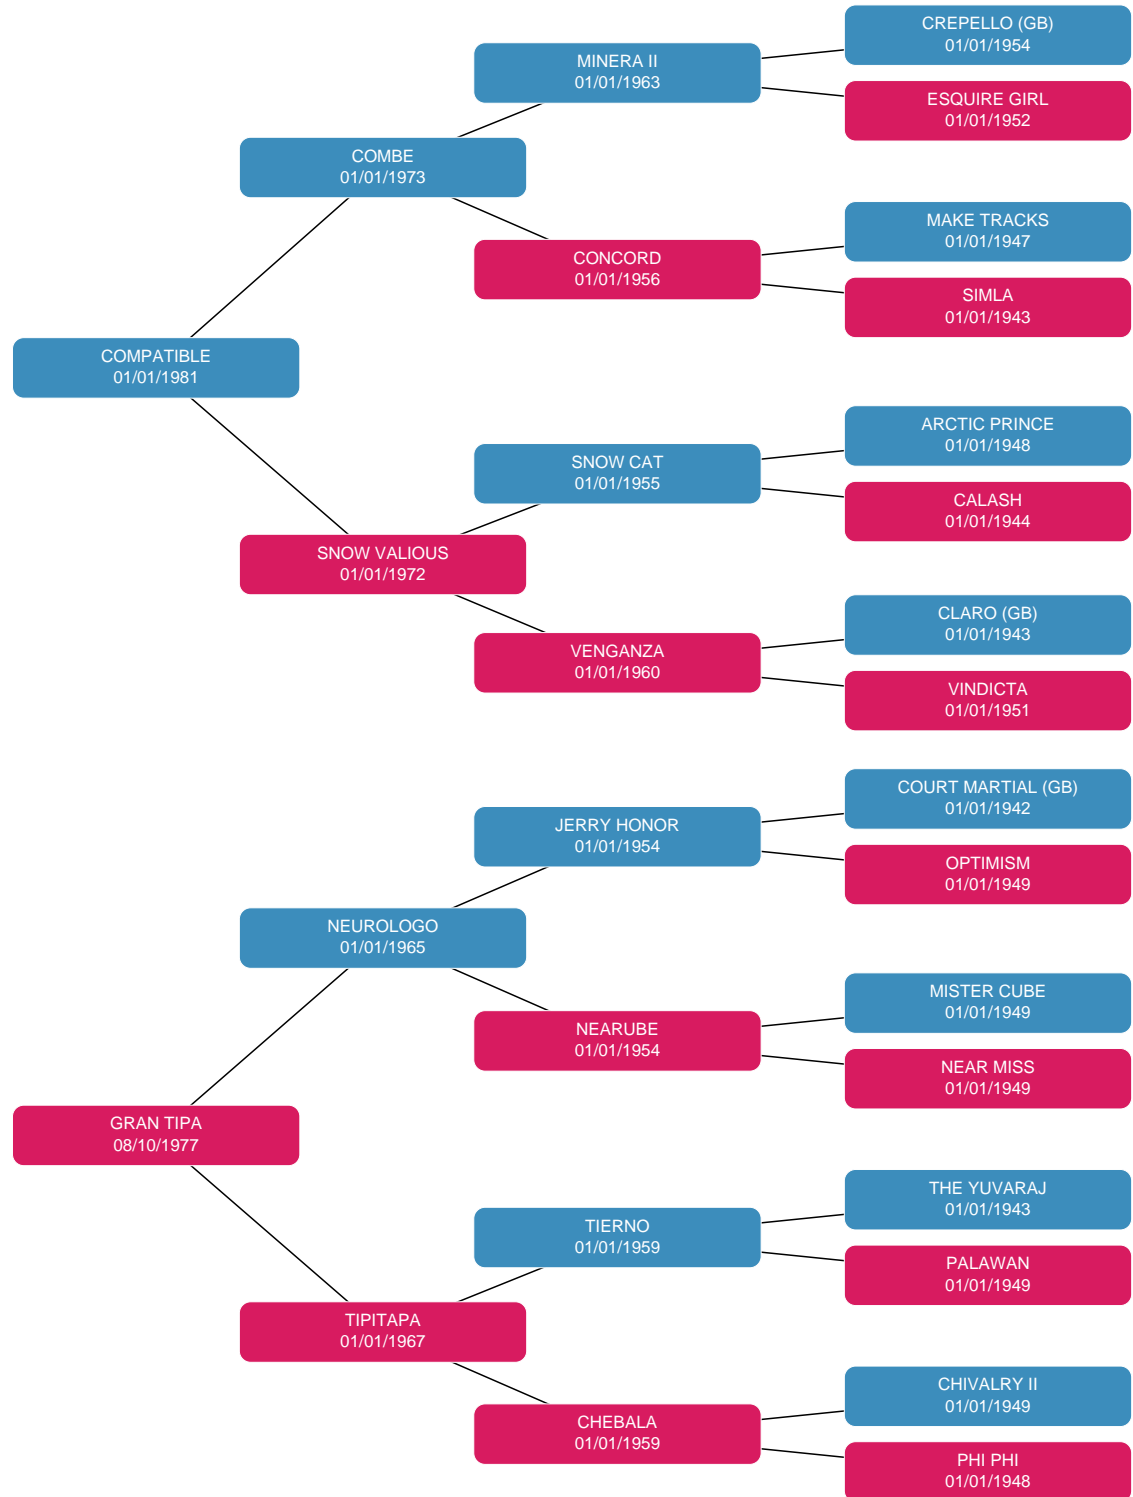 CREPELLO (GB)
01/01/1954
MINERA II
01/01/1963
ESQUIRE GIRL
01/01/1952
COMBE
01/01/1973
MAKE TRACKS
01/01/1947
CONCORD
01/01/1956
SIMLA
01/01/1943
COMPATIBLE
01/01/1981
ARCTIC PRINCE
01/01/1948
SNOW CAT
01/01/1955
CALASH
01/01/1944
SNOW VALIOUS
01/01/1972
CLARO (GB)
01/01/1943
VENGANZA
01/01/1960
VINDICTA
01/01/1951
COURT MARTIAL (GB)
01/01/1942
JERRY HONOR
01/01/1954
OPTIMISM
01/01/1949
NEUROLOGO
01/01/1965
MISTER CUBE
01/01/1949
NEARUBE
01/01/1954
NEAR MISS
01/01/1949
GRAN TIPA
08/10/1977
THE YUVARAJ
01/01/1943
TIERNO
01/01/1959
PALAWAN
01/01/1949
TIPITAPA
01/01/1967
CHIVALRY II
01/01/1949
CHEBALA
01/01/1959
PHI PHI
01/01/1948